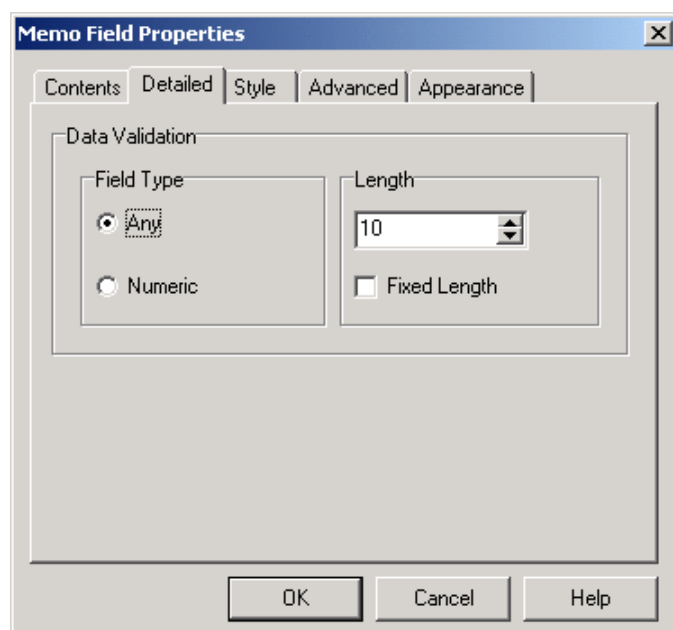 Memo Field Properties
Contents Detailed Style Advanced Appearance
Data Validation
Field Type Length
Any 10
Numeric Fixed Length
OK Cancel Help